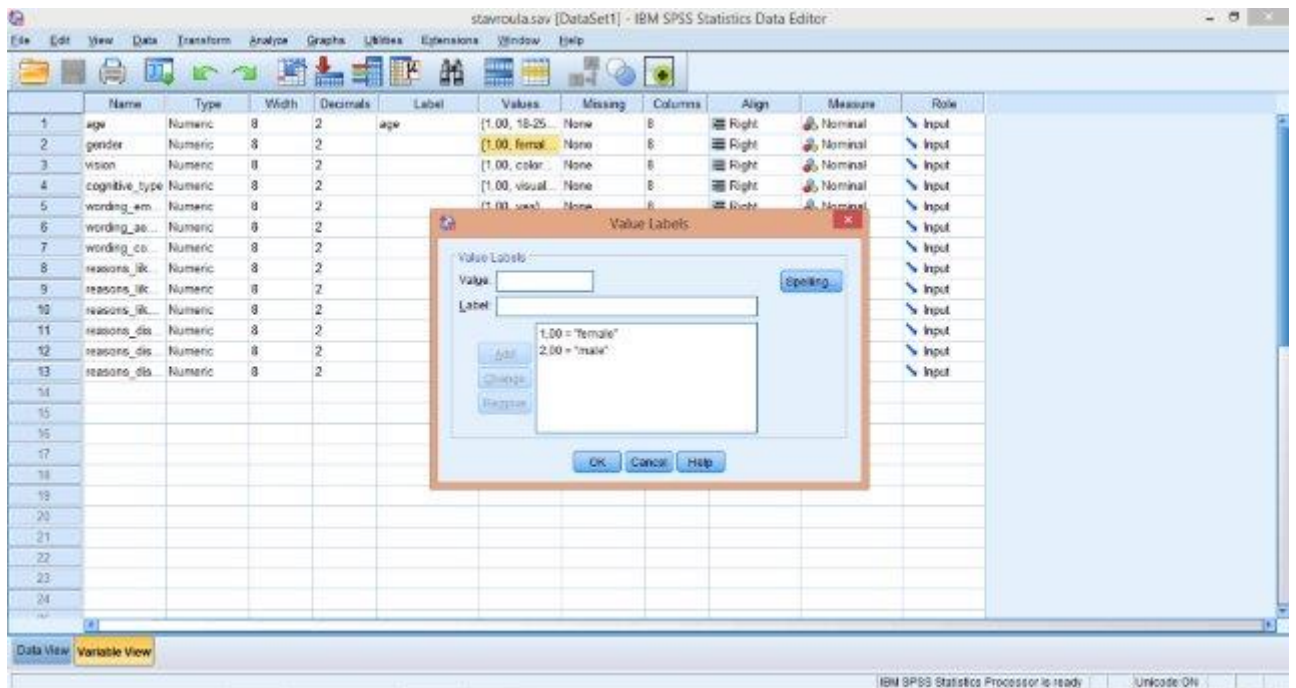 stavroula.sav [DataSet1] - IBM SPSS Statistics Data Editor
File Edit View Data Transform Analyze Graphs Utilities Extensions Window Help
Name Type Width Decimals Label Values Missing Columns Align Measure Role
1 age Numeric 8 2 age {1.00, 18-25... None 8 Right Nominal Input
2 gender Numeric 8 2 {1.00, femal... None 8 Right Nominal Input
3 vision Numeric 8 2 {1.00, color... None 8 Right Nominal Input
4 cognitive_type Numeric 8 2 {1.00, visual... None 8 Right Nominal Input
5 wording_em... Numeric 8 2 {1.00, yes}... None 8 Right Nominal Input
6 wording_ae... Numeric 8 2 Input
7 wording_co... Numeric 8 2 Input
8 reasons_lik... Numeric 8 2 Input
9 reasons_lik... Numeric 8 2 Input
10 reasons_lik... Numeric 8 2 Input
11 reasons_dis... Numeric 8 2 Input
12 reasons_dis... Numeric 8 2 Input
13 reasons_dis... Numeric 8 2 Input
14
15
16
17
18
19
20
21
22
23
24
Value Labels
Value Labels
Value:
Spelling...
Label:
1,00 = "female"
2,00 = "male"
Add
Change
Remove
OK Cancel Help
Data View Variable View
IBM SPSS Statistics Processor is ready Unicode:ON